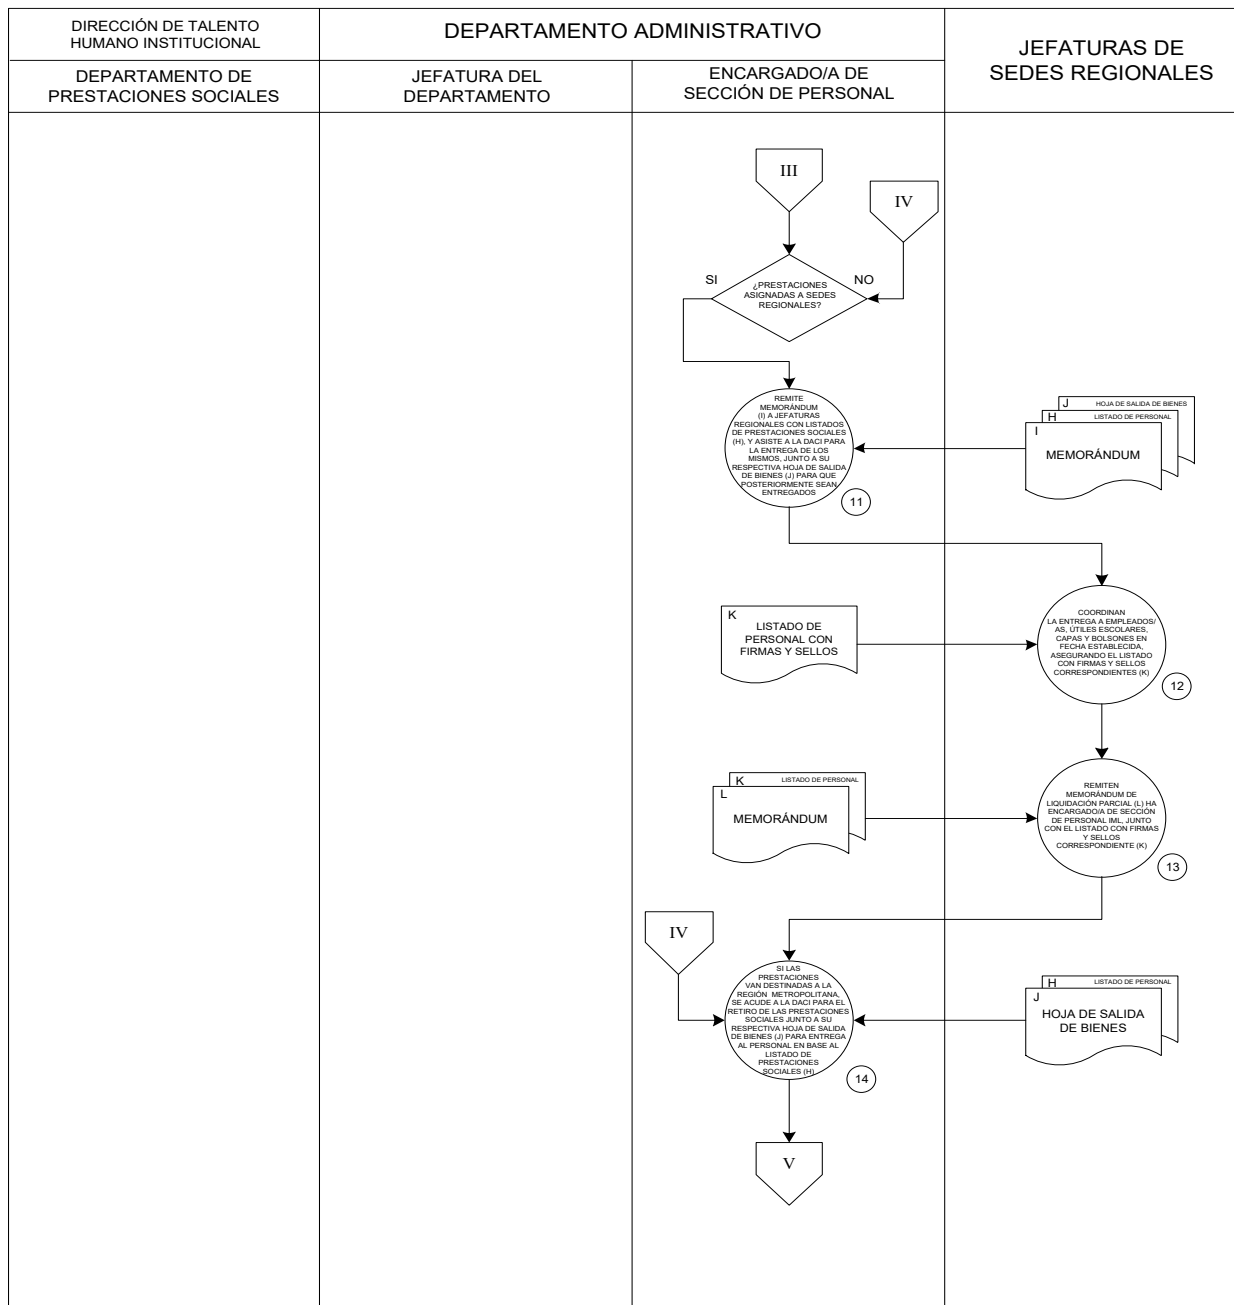 DIRECCIÓN DE TALENTO
HUMANO INSTITUCIONAL
DEPARTAMENTO ADMINISTRATIVO
JEFATURAS DE
SEDES REGIONALES
DEPARTAMENTO DE
PRESTACIONES SOCIALES
JEFATURA DEL
DEPARTAMENTO
ENCARGADO/A DE
SECCIÓN DE PERSONAL
III
IV
SI
NO
¿PRESTACIONES
ASIGNADAS A SEDES
REGIONALES?
REMITE
MEMORÁNDUM
(I) A JEFATURAS
REGIONALES CON LISTADOS
DE PRESTACIONES SOCIALES
(H), Y ASISTE A LA DACI PARA
LA ENTREGA DE LOS
MISMOS, JUNTO A SU
RESPECTIVA HOJA DE SALIDA
DE BIENES (J) PARA QUE
POSTERIORMENTE SEAN
ENTREGADOS
11
J
HOJA DE SALIDA DE BIENES
H
LISTADO DE PERSONAL
I
MEMORÁNDUM
K
LISTADO DE
PERSONAL CON
FIRMAS Y SELLOS
COORDINAN
LA ENTREGA A EMPLEADOS/
AS, ÚTILES ESCOLARES,
CAPAS Y BOLSONES EN
FECHA ESTABLECIDA,
ASEGURANDO EL LISTADO
CON FIRMAS Y SELLOS
CORRESPONDIENTES (K)
12
K
LISTADO DE PERSONAL
L
MEMORÁNDUM
REMITEN
MEMORÁNDUM DE
LIQUIDACIÓN PARCIAL (L) HA
ENCARGADO/A DE SECCIÓN
DE PERSONAL IML, JUNTO
CON EL LISTADO CON FIRMAS
Y SELLOS
CORRESPONDIENTE (K)
13
IV
SI LAS
PRESTACIONES
VAN DESTINADAS A LA
REGIÓN METROPOLITANA,
SE ACUDE A LA DACI PARA EL
RETIRO DE LAS PRESTACIONES
SOCIALES JUNTO A SU
RESPECTIVA HOJA DE SALIDA
DE BIENES (J) PARA ENTREGA
AL PERSONAL EN BASE AL
LISTADO DE
PRESTACIONES
SOCIALES (H)
14
H
LISTADO DE PERSONAL
J
HOJA DE SALIDA
DE BIENES
V